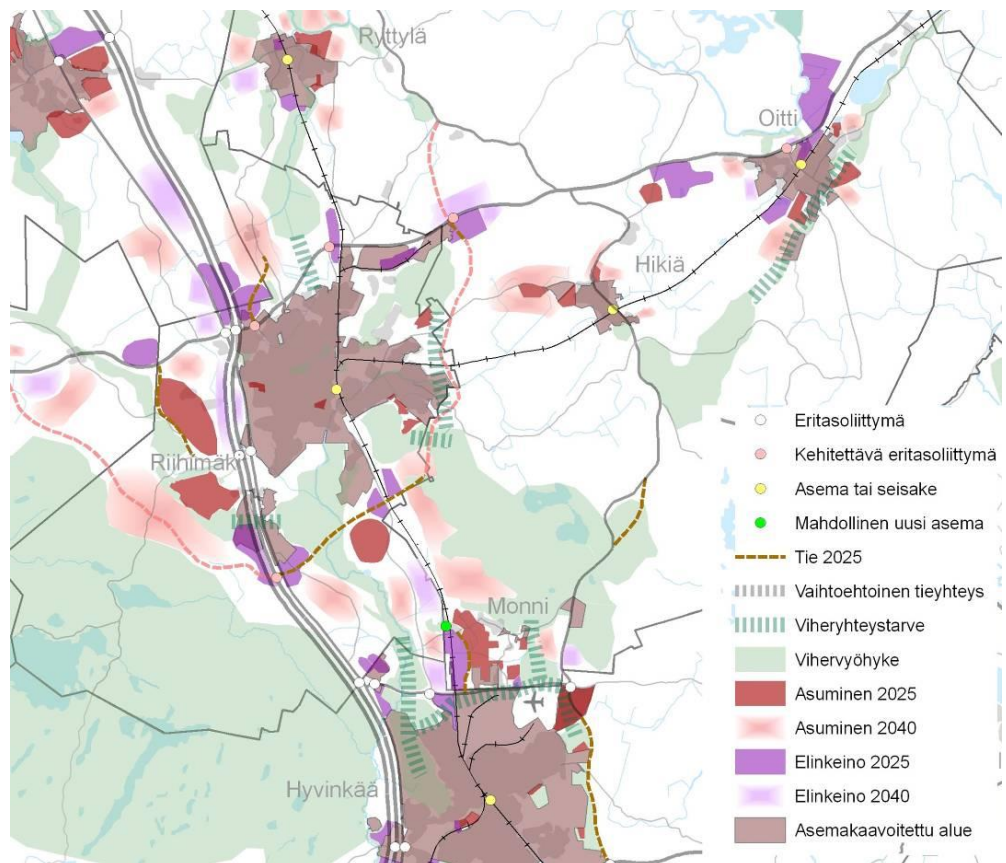 Ryttylä
Oitti
Hikiä
Riihimäki
Monni
Hyvinkää
Eritasoliittymä
Kehitettävä eritasoliittymä
Asema tai seisake
Mahdollinen uusi asema
Tie 2025
Vaihtoehtoinen tieyhteys
Viheryhteystarve
Vihervyöhyke
Asuminen 2025
Asuminen 2040
Elinkeino 2025
Elinkeino 2040
Asemakaavoitettu alue